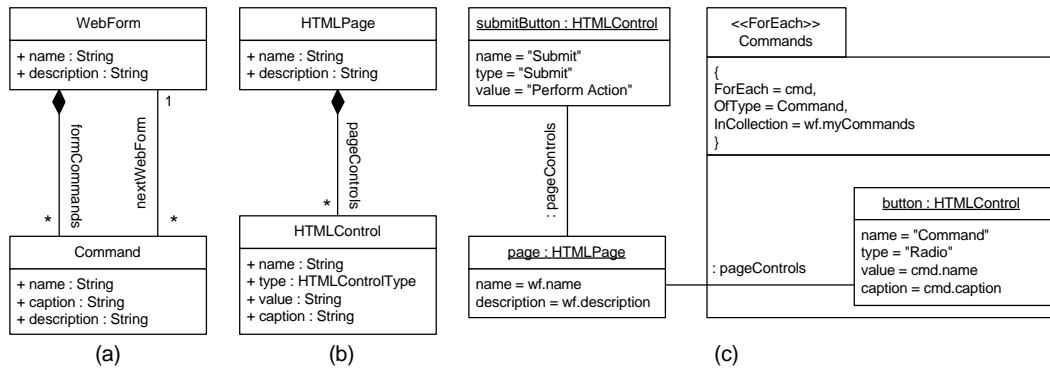 WebForm
+ name : String
+ description : String
1
formCommands
nextWebForm
*
*
Command
+ name : String
+ caption : String
+ description : String
(a)
HTMLPage
+ name : String
+ description : String
pageControls
*
HTMLControl
+ name : String
+ type : HTMLControlType
+ value : String
+ caption : String
(b)
submitButton : HTMLControl
name = "Submit"
type = "Submit"
value = "Perform Action"
: pageControls
page : HTMLPage
name = wf.name
description = wf.description
<<ForEach>>
Commands
{
ForEach = cmd,
OfType = Command,
InCollection = wf.myCommands
}
: pageControls
button : HTMLControl
name = "Command"
type = "Radio"
value = cmd.name
caption = cmd.caption
(c)